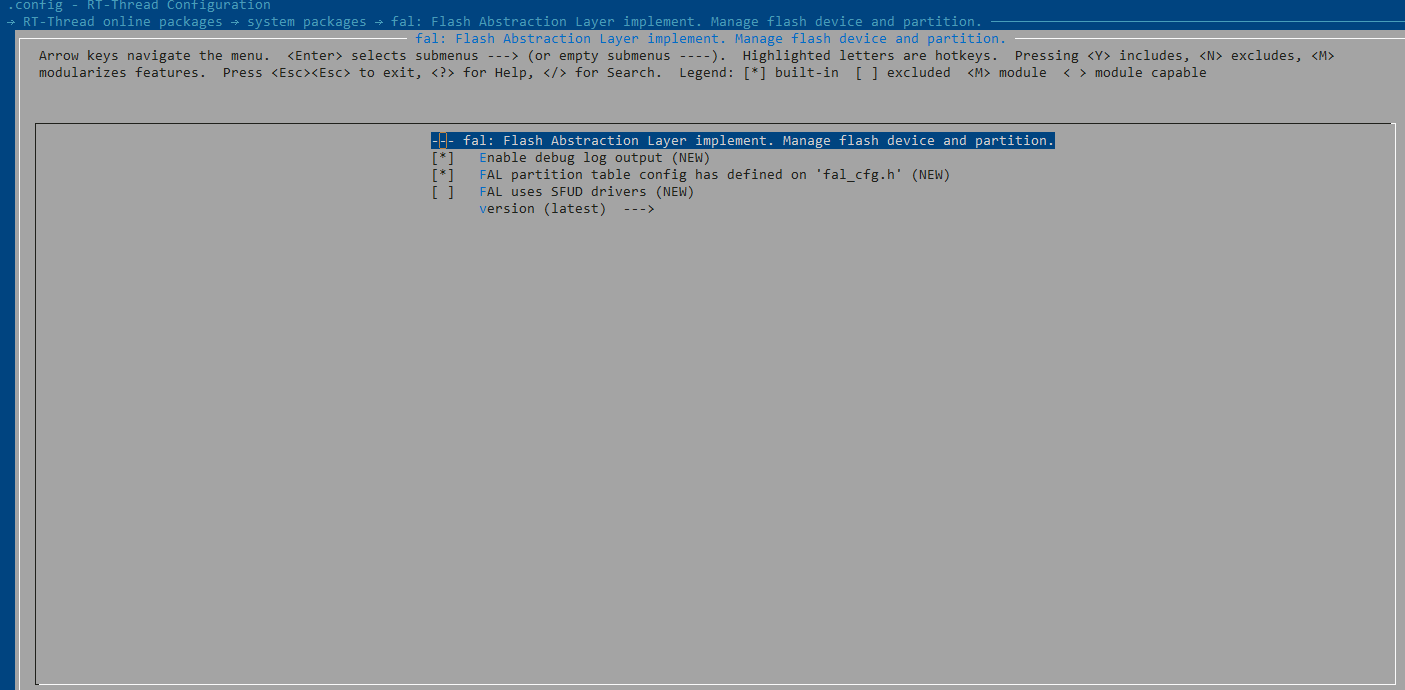 .config - RT-Thread Configuration
→ RT-Thread online packages → system packages → fal: Flash Abstraction Layer implement. Manage flash device and partition.
fal: Flash Abstraction Layer implement. Manage flash device and partition.
Arrow keys navigate the menu.  <Enter> selects submenus ---> (or empty submenus ----).  Highlighted letters are hotkeys.  Pressing <Y> includes, <N> excludes, <M>
modularizes features.  Press <Esc><Esc> to exit, <?> for Help, </> for Search.  Legend: [*] built-in  [ ] excluded  <M> module  < > module capable
--- fal: Flash Abstraction Layer implement. Manage flash device and partition.
[*]   Enable debug log output (NEW)
[*]   FAL partition table config has defined on 'fal_cfg.h' (NEW)
[ ]   FAL uses SFUD drivers (NEW)
version (latest)  --->